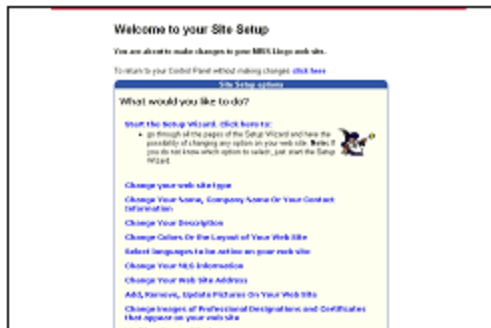 Welcome to your Site Setup
You are about to make changes to your MLS Lingo web site.
To return to your Control Panel without making changes click here
Site Setup options
What would you like to do?
Start the Setup Wizard. Click here to:
• go through all the pages of the Setup Wizard and have the
possibility of changing any option on your web site. Note: If
you do not know which option to select, just start the Setup
Wizard.
Change your web site type
Change Your Name, Company Name Or Your Contact
Information
Change Your Description
Change Colors Or the Layout of Your Web Site
Select languages to be active on your web site
Change Your MLS information
Change Your Web Site Address
Add, Remove, Update Pictures On Your Web Site
Change Images of Professional Designations and Certificates
that appear on your web site